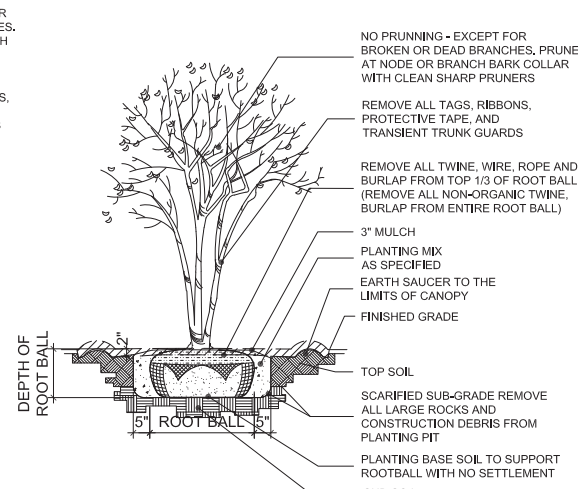 R
ES.
H
S,
NO PRUNNING - EXCEPT FOR
BROKEN OR DEAD BRANCHES. PRUNE
AT NODE OR BRANCH BARK COLLAR
WITH CLEAN SHARP PRUNERS
REMOVE ALL TAGS, RIBBONS,
PROTECTIVE TAPE, AND
TRANSIENT TRUNK GUARDS
REMOVE ALL TWINE, WIRE, ROPE AND
BURLAP FROM TOP 1/3 OF ROOT BALL
(REMOVE ALL NON-ORGANIC TWINE,
BURLAP FROM ENTIRE ROOT BALL)
3" MULCH
PLANTING MIX
AS SPECIFIED
EARTH SAUCER TO THE
LIMITS OF CANOPY
FINISHED GRADE
2"
DEPTH OF
ROOT BALL
TOP SOIL
SCARIFIED SUB-GRADE REMOVE
ALL LARGE ROCKS AND
CONSTRUCTION DEBRIS FROM
PLANTING PIT
5" ROOT BALL 5"
PLANTING BASE SOIL TO SUPPORT
ROOTBALL WITH NO SETTLEMENT